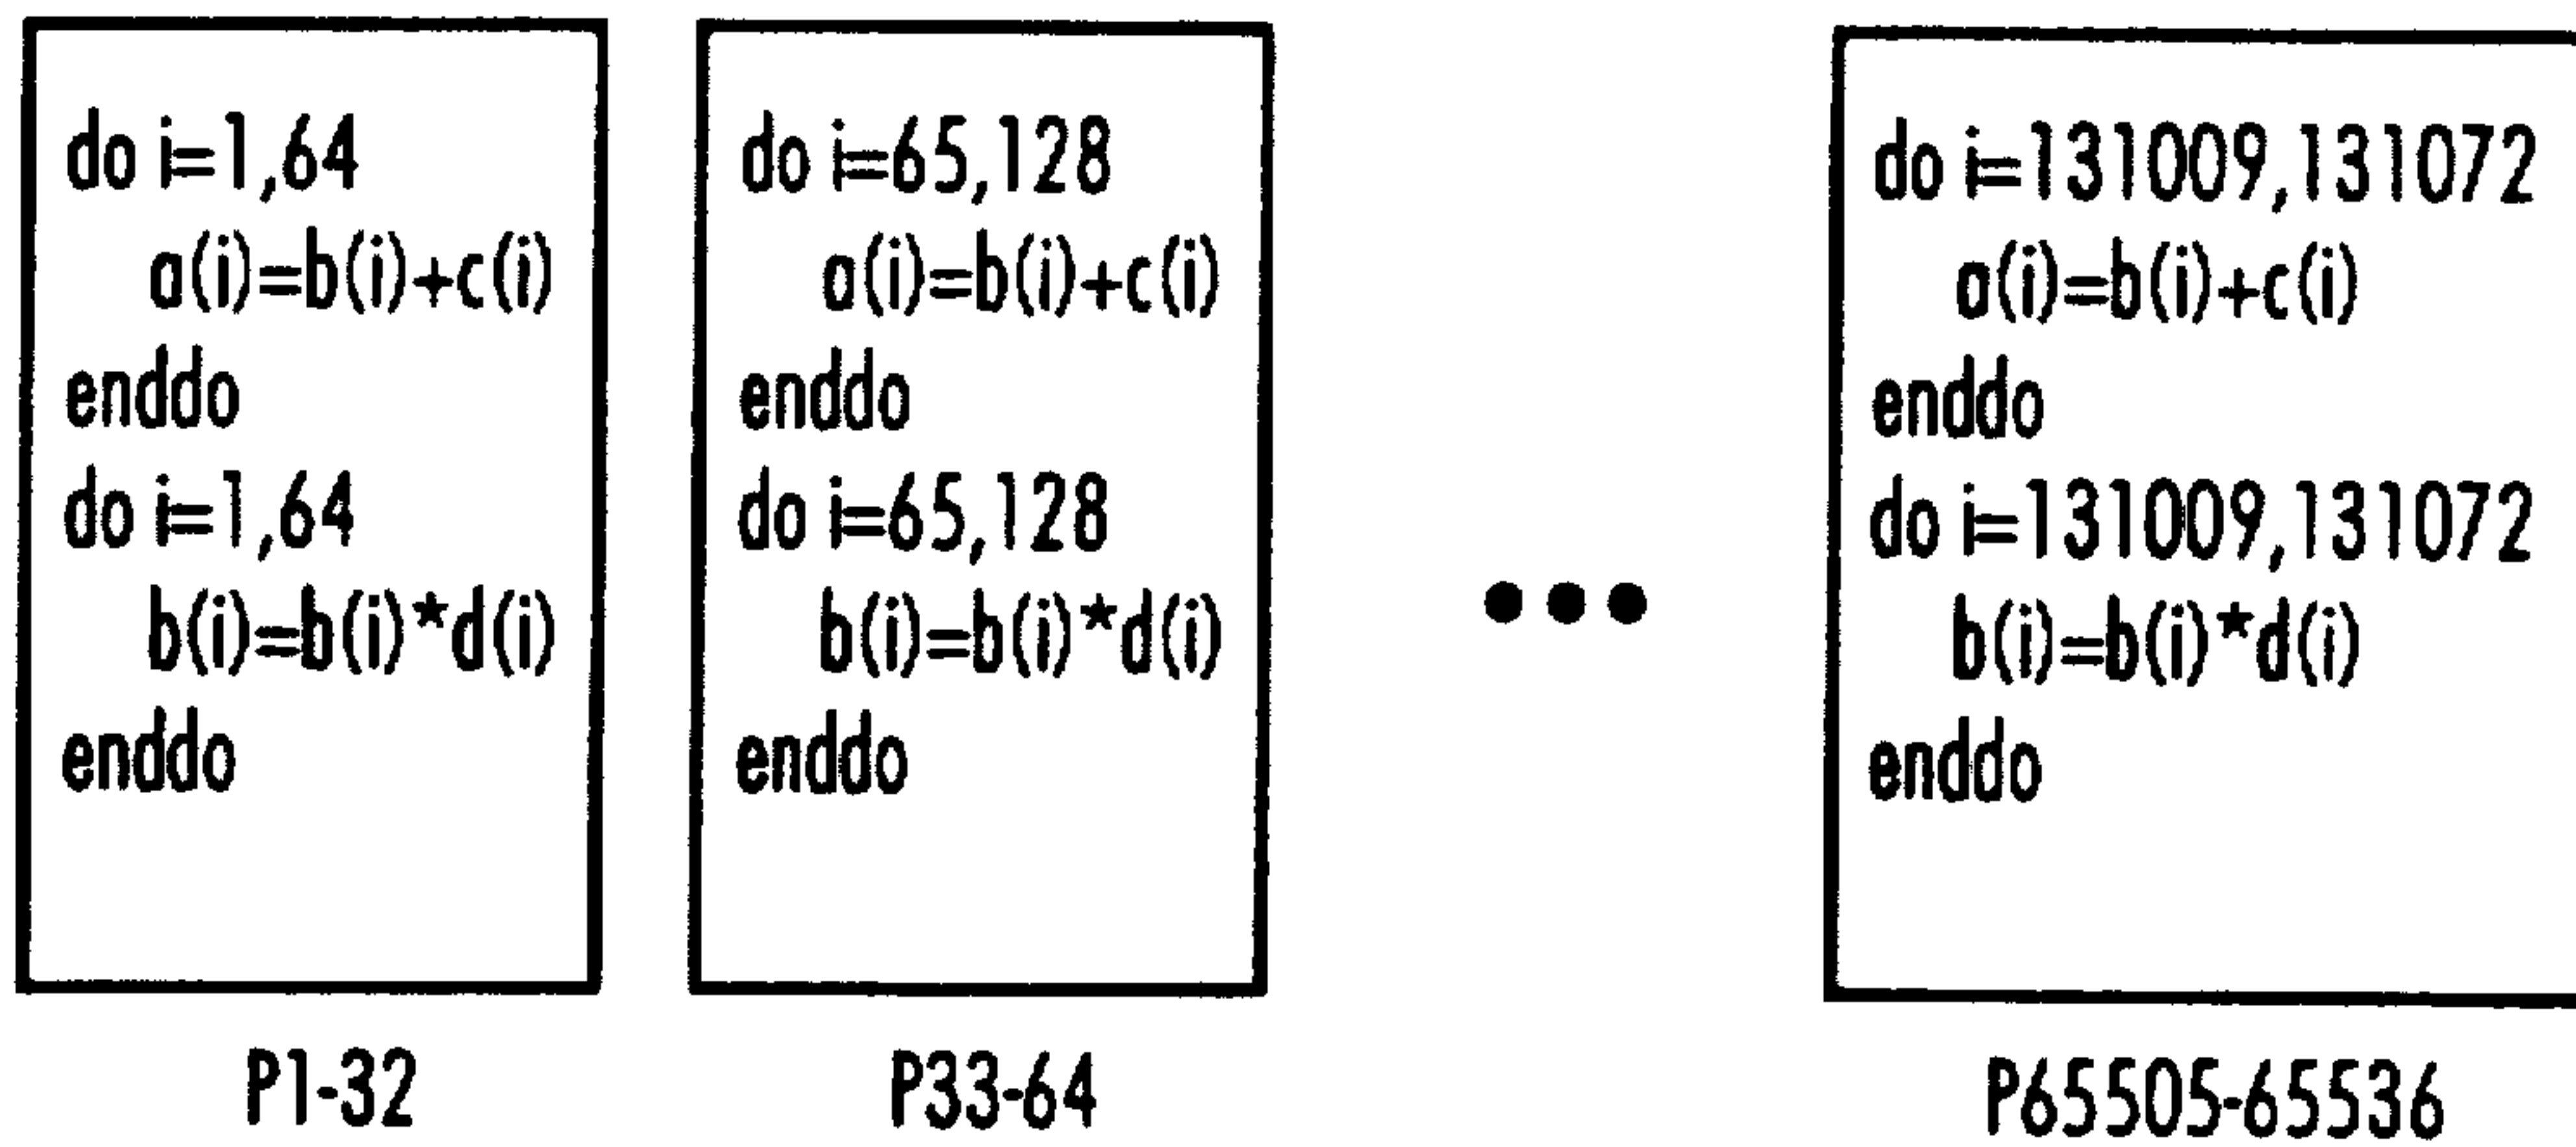 do i=1,64
a(i)=b(i)+c(i)
enddo
do i=1,64
b(i)=b(i)*d(i)
enddo
P1-32
do i=65,128
a(i)=b(i)+c(i)
enddo
do i=65,128
b(i)=b(i)*d(i)
enddo
P33-64
•••
do i=131009,131072
a(i)=b(i)+c(i)
enddo
do i=131009,131072
b(i)=b(i)*d(i)
enddo
P65505-65536